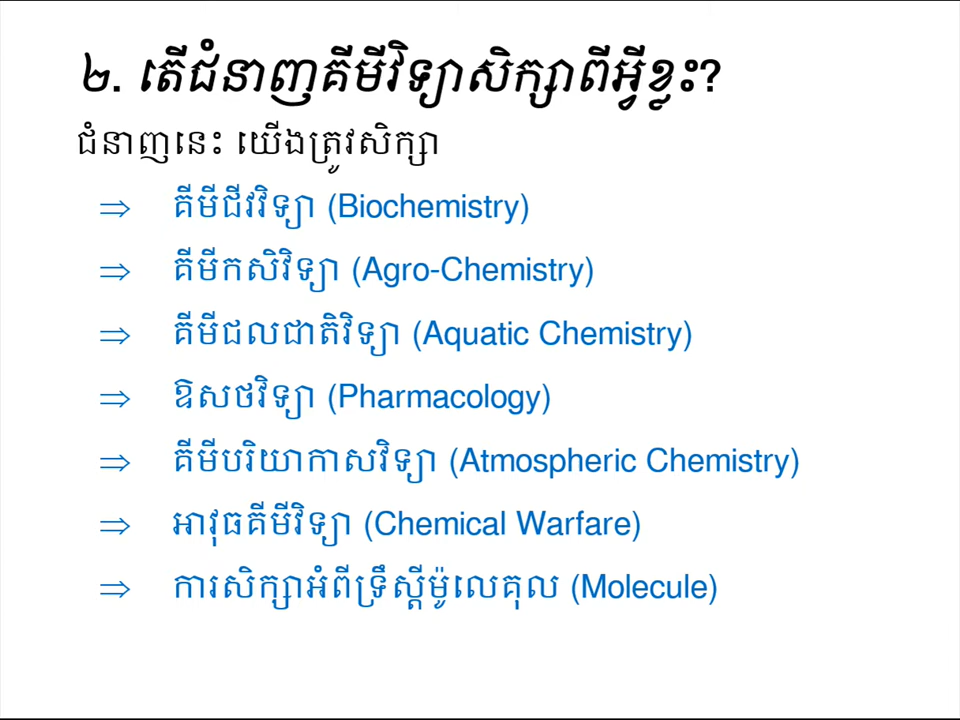 ២. តើជំនាញគីមីវិទ្យាសិក្សាពីអ្វីខ្លះ?
ជំនាញនេះ យើងត្រូវសិក្សា
⇒ គីមីជីវវិទ្យា (Biochemistry)
⇒ គីមីកសិវិទ្យា (Agro-Chemistry)
⇒ គីមីជលជាតិវិទ្យា (Aquatic Chemistry)
⇒ ឱសថវិទ្យា (Pharmacology)
⇒ គីមីបរិយាកាសវិទ្យា (Atmospheric Chemistry)
⇒ អាវុធគីមីវិទ្យា (Chemical Warfare)
⇒ ការសិក្សាអំពីទ្រឹស្តីម៉ូលេគុល (Molecule)